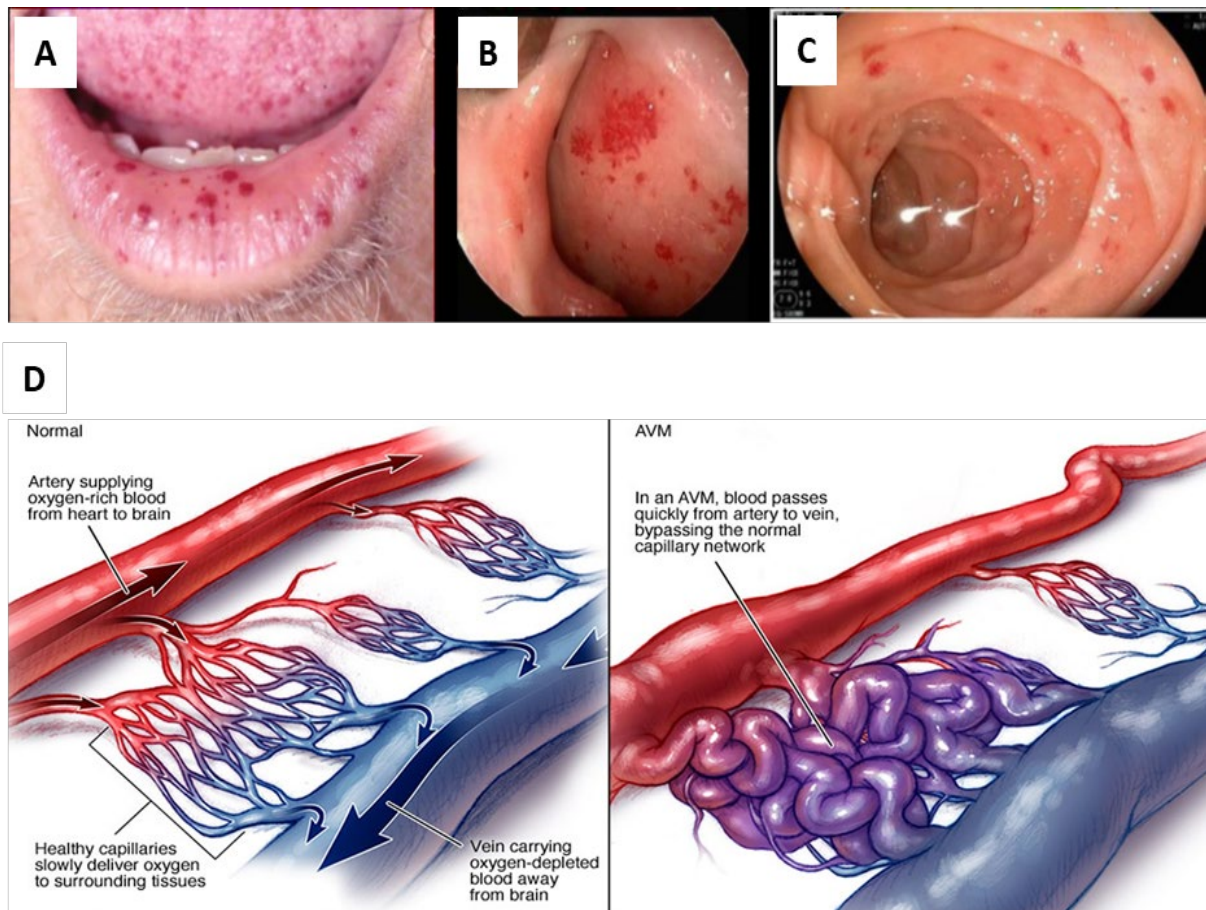 A
B
C
D
Normal
Artery supplying
oxygen-rich blood
from heart to brain
Healthy capillaries
slowly deliver oxygen
to surrounding tissues
Vein carrying
oxygen-depleted
blood away
from brain
AVM
In an AVM, blood passes
quickly from artery to vein,
bypassing the normal
capillary network